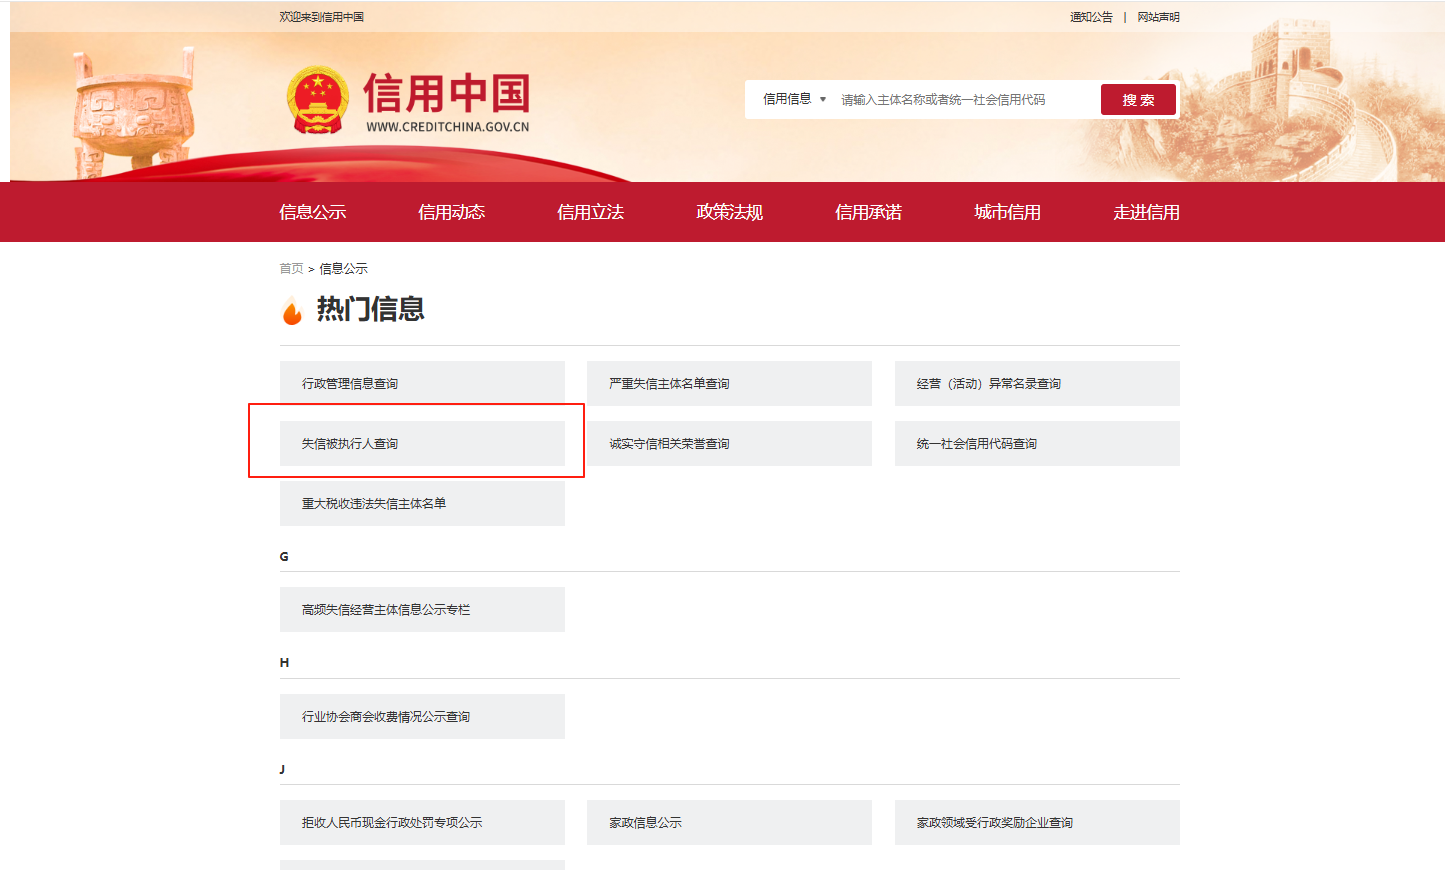 欢迎来到信用中国
通知公告 | 网站声明
信用中国
WWW.CREDITCHINA.GOV.CN
信用信息 请输入主体名称或者统一社会信用代码 搜 索
信息公示 信用动态 信用立法 政策法规 信用承诺 城市信用 走进信用
首页 > 信息公示
热门信息
行政管理信息查询 严重失信主体名单查询 经营（活动）异常名录查询
失信被执行人查询 诚实守信相关荣誉查询 统一社会信用代码查询
重大税收违法失信主体名单
G
高频失信经营主体信息公示专栏
H
行业协会商会收费情况公示查询
J
拒收人民币现金行政处罚专项公示 家政信息公示 家政领域受行政奖励企业查询